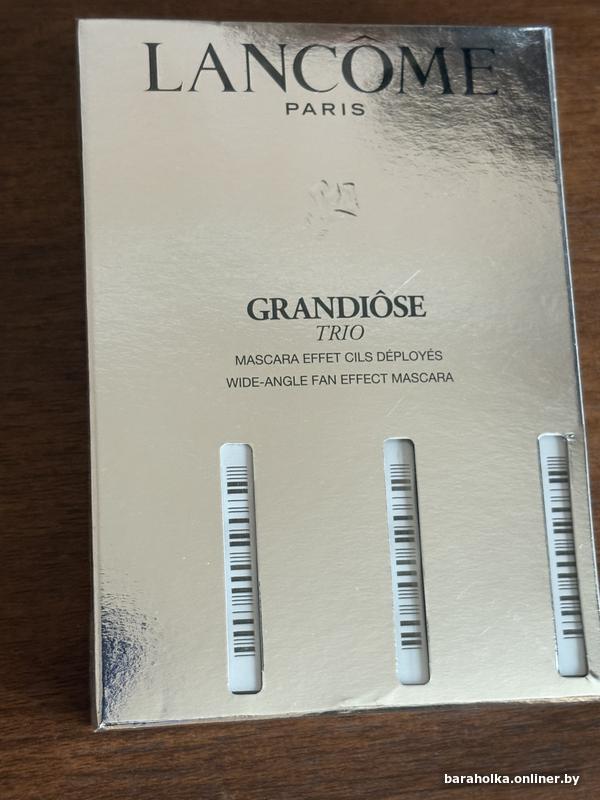 LANCÔME
PARIS
GRANDIÔSE
TRIO
MASCARA EFFET CILS DÉPLOYÉS
WIDE-ANGLE FAN EFFECT MASCARA
baraholka.onliner.by